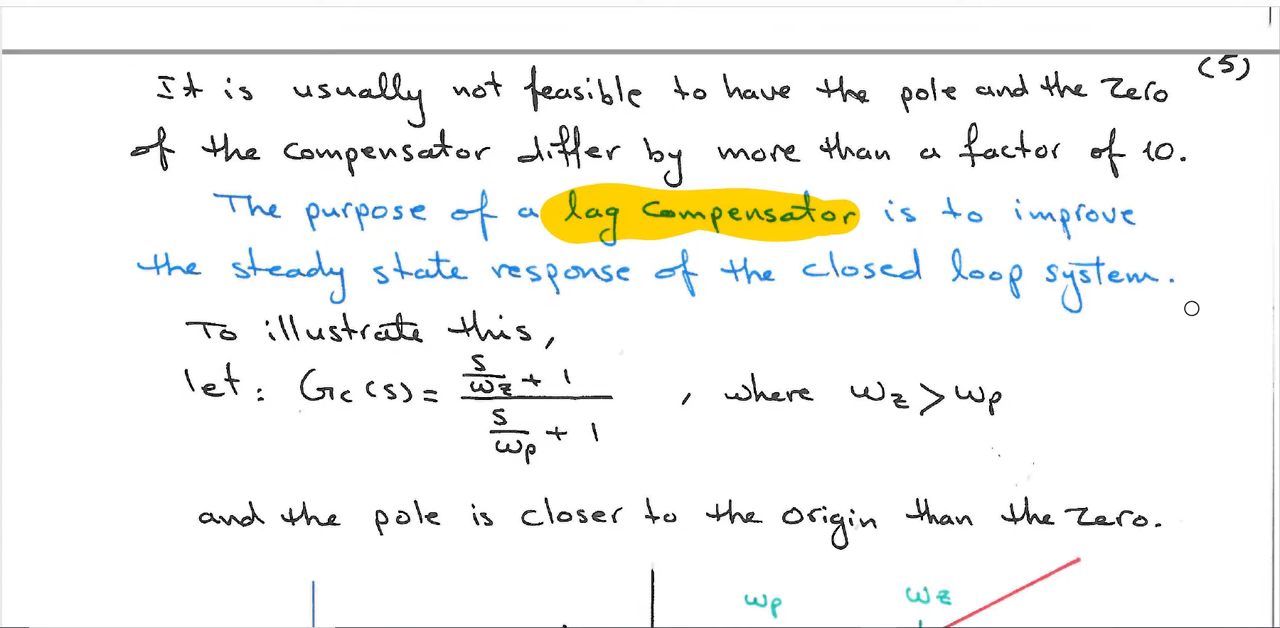 (5)
It is usually not feasible to have the pole and the zero
of the compensator differ by more than a factor of 10.
The purpose of a lag compensator is to improve
the steady state response of the closed loop system.
To illustrate this,
let: Gc(s) = (s/ωz + 1) / (s/ωp + 1) , where ωz > ωp
and the pole is closer to the origin than the zero.
ωp ωz